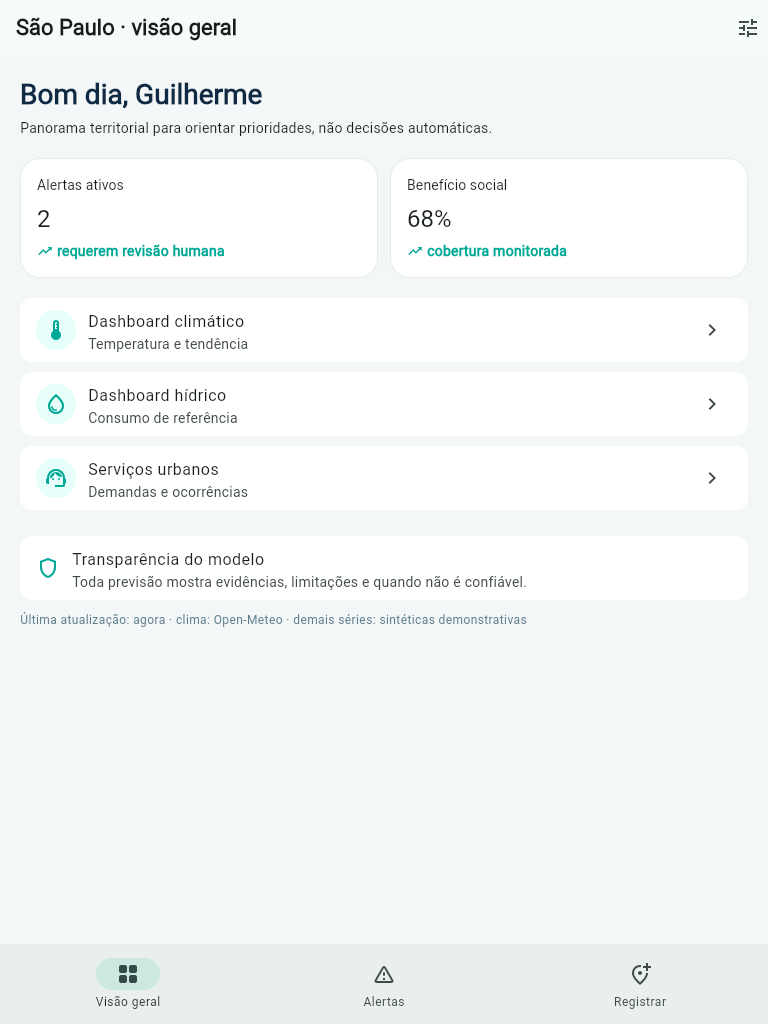 São Paulo · visão geral
Bom dia, Guilherme
Panorama territorial para orientar prioridades, não decisões automáticas.
Alertas ativos
2
requerem revisão humana
Benefício social
68%
cobertura monitorada
Dashboard climático
Temperatura e tendência
Dashboard hídrico
Consumo de referência
Serviços urbanos
Demandas e ocorrências
Transparência do modelo
Toda previsão mostra evidências, limitações e quando não é confiável.
Última atualização: agora · clima: Open-Meteo · demais séries: sintéticas demonstrativas
Visão geral
Alertas
Registrar